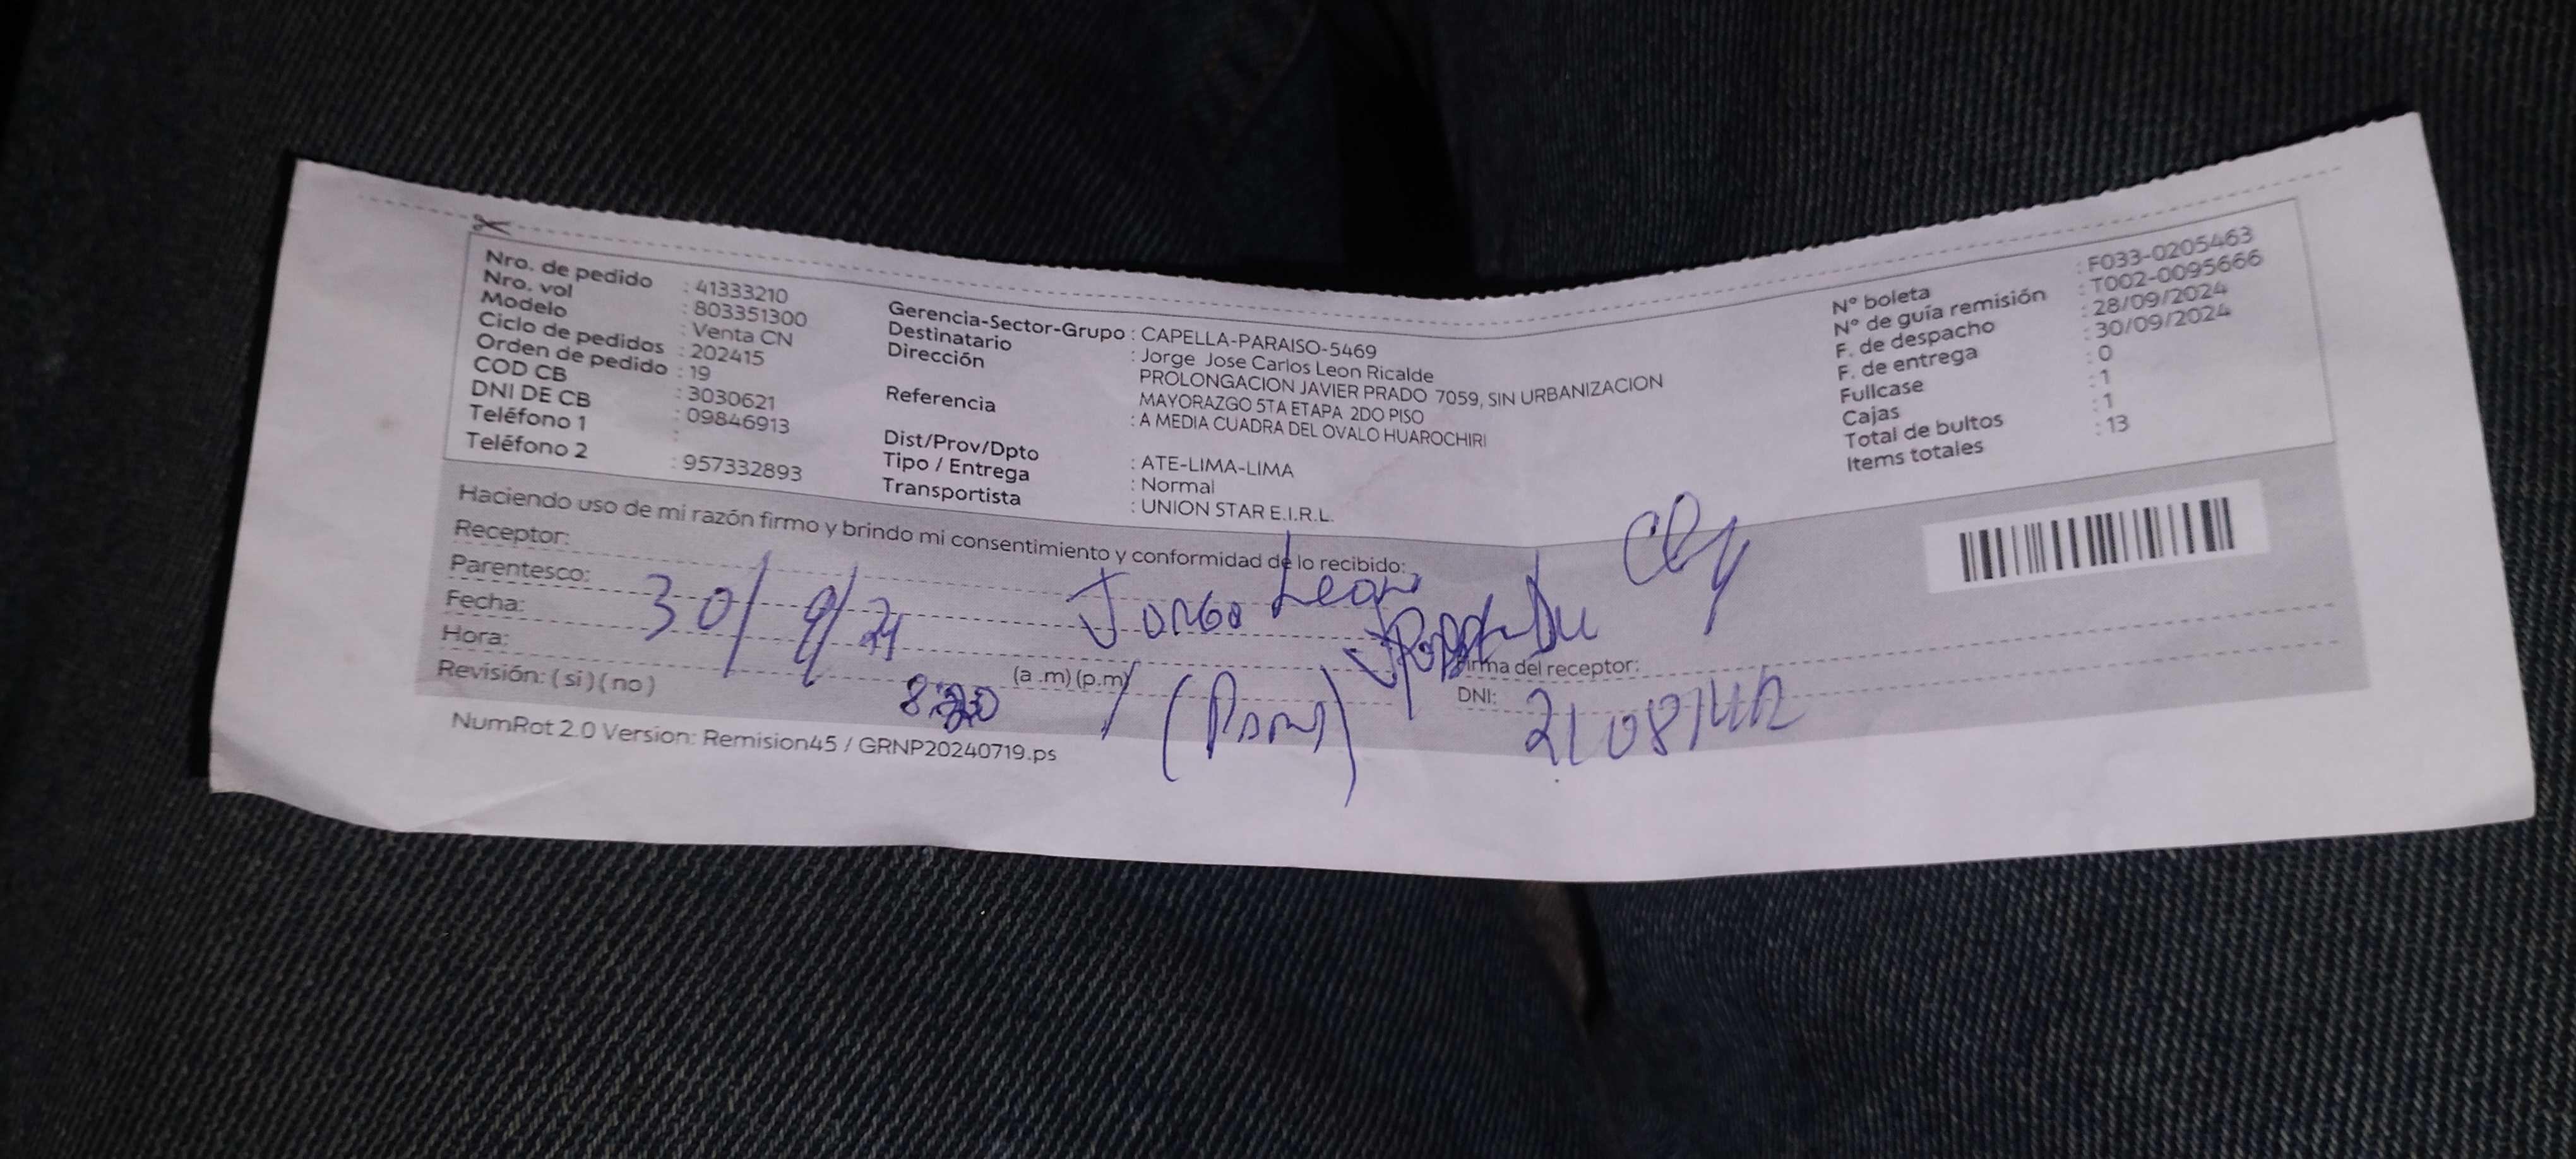 Nro. de pedido : 41333210
Nro. vol : 803351300
Modelo : Venta CN
Ciclo de pedidos : 202415
Orden de pedido : 19
COD CB : 3030621
DNI DE CB : 09846913
Teléfono 1 :
Teléfono 2 : 957332893
Gerencia-Sector-Grupo : CAPELLA-PARAISO-5469
Destinatario : Jorge Jose Carlos Leon Ricalde
Dirección PROLONGACION JAVIER PRADO 7059, SIN URBANIZACION
MAYORAZGO 5TA ETAPA 2DO PISO
Referencia : A MEDIA CUADRA DEL OVALO HUAROCHIRI
Dist/Prov/Dpto : ATE-LIMA-LIMA
Tipo / Entrega : Normal
Transportista : UNION STAR E.I.R.L.
N° boleta : F033-0205463
N° de guía remisión : T002-0095666
F. de despacho : 28/09/2024
F. de entrega : 30/09/2024
Fullcase : 0
Cajas : 1
Total de bultos : 1
Items totales : 13
Haciendo uso de mi razón firmo y brindo mi consentimiento y conformidad de lo recibido:
Receptor: Jorge Leon
Parentesco:
Fecha: 30/9/24
Hora: (a .m) (p.m)
Firma del receptor:
Revisión: ( si ) ( no )
DNI:
NumRot 2.0 Version: Remision45 / GRNP20240719.ps